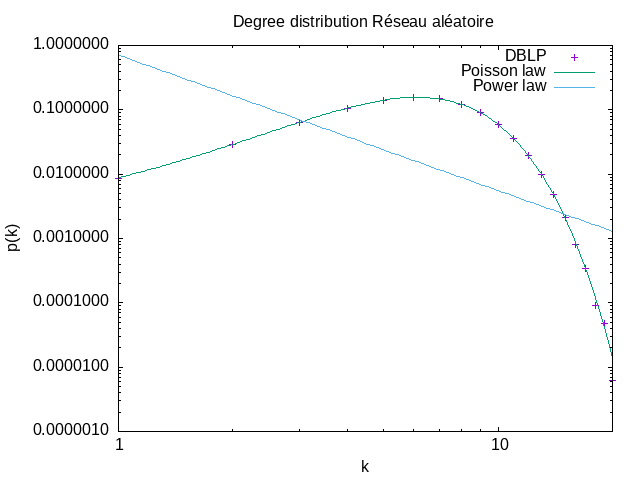 Degree distribution Réseau aléatoire
DBLP
Poisson law
Power law
1.0000000
0.1000000
0.0100000
0.0010000
0.0001000
0.0000100
0.0000010
p(k)
1
10
k